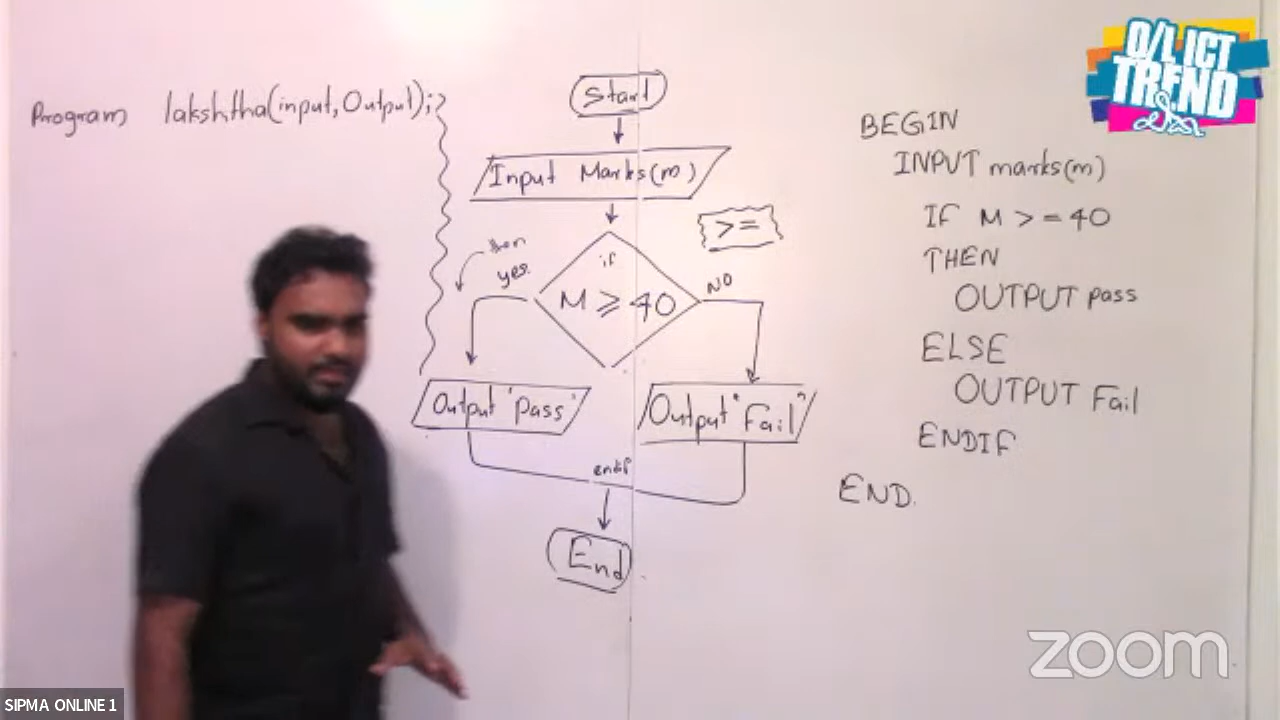 Program lakshtha(input,Output);
Start
Input Marks(m)
>=
if
M ⩾ 40
then
yes
NO
Output 'Pass'
Output "Fail"
endif
End
BEGIN
INPUT marks(m)
IF M >= 40
THEN
OUTPUT pass
ELSE
OUTPUT Fail
ENDIF
END.
O/L ICT
TREND
zoom
SIPMA ONLINE 1